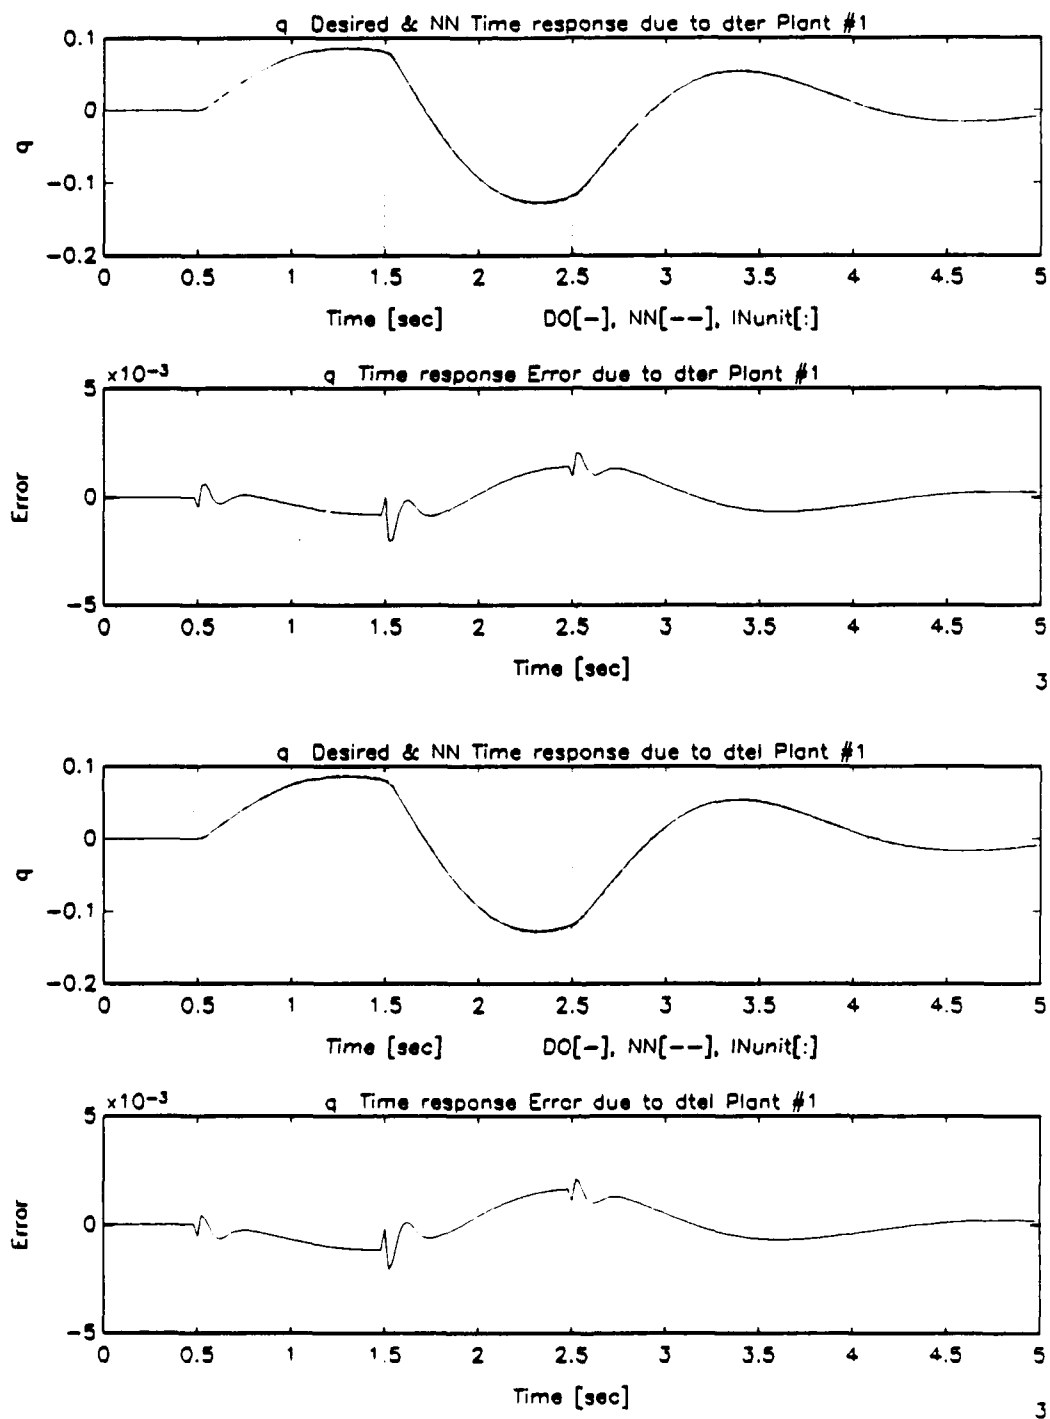 q Desired & NN Time response due to dter Plant #1
0.1
0
-0.1
-0.2
q
0 0.5 1 1.5 2 2.5 3 3.5 4 4.5 5
Time [sec] DO[-], NN[--], INunit[:]
x10-3
q Time response Error due to dter Plant #1
5
0
-5
Error
0 0.5 1 1.5 2 2.5 3 3.5 4 4.5 5
Time [sec]
3
q Desired & NN Time response due to dtel Plant #1
0.1
0
-0.1
-0.2
q
0 0.5 1 1.5 2 2.5 3 3.5 4 4.5 5
Time [sec] DO[-], NN[--], INunit[:]
x10-3
q Time response Error due to dtel Plant #1
5
0
-5
Error
0 0.5 1 1.5 2 2.5 3 3.5 4 4.5 5
Time [sec]
3